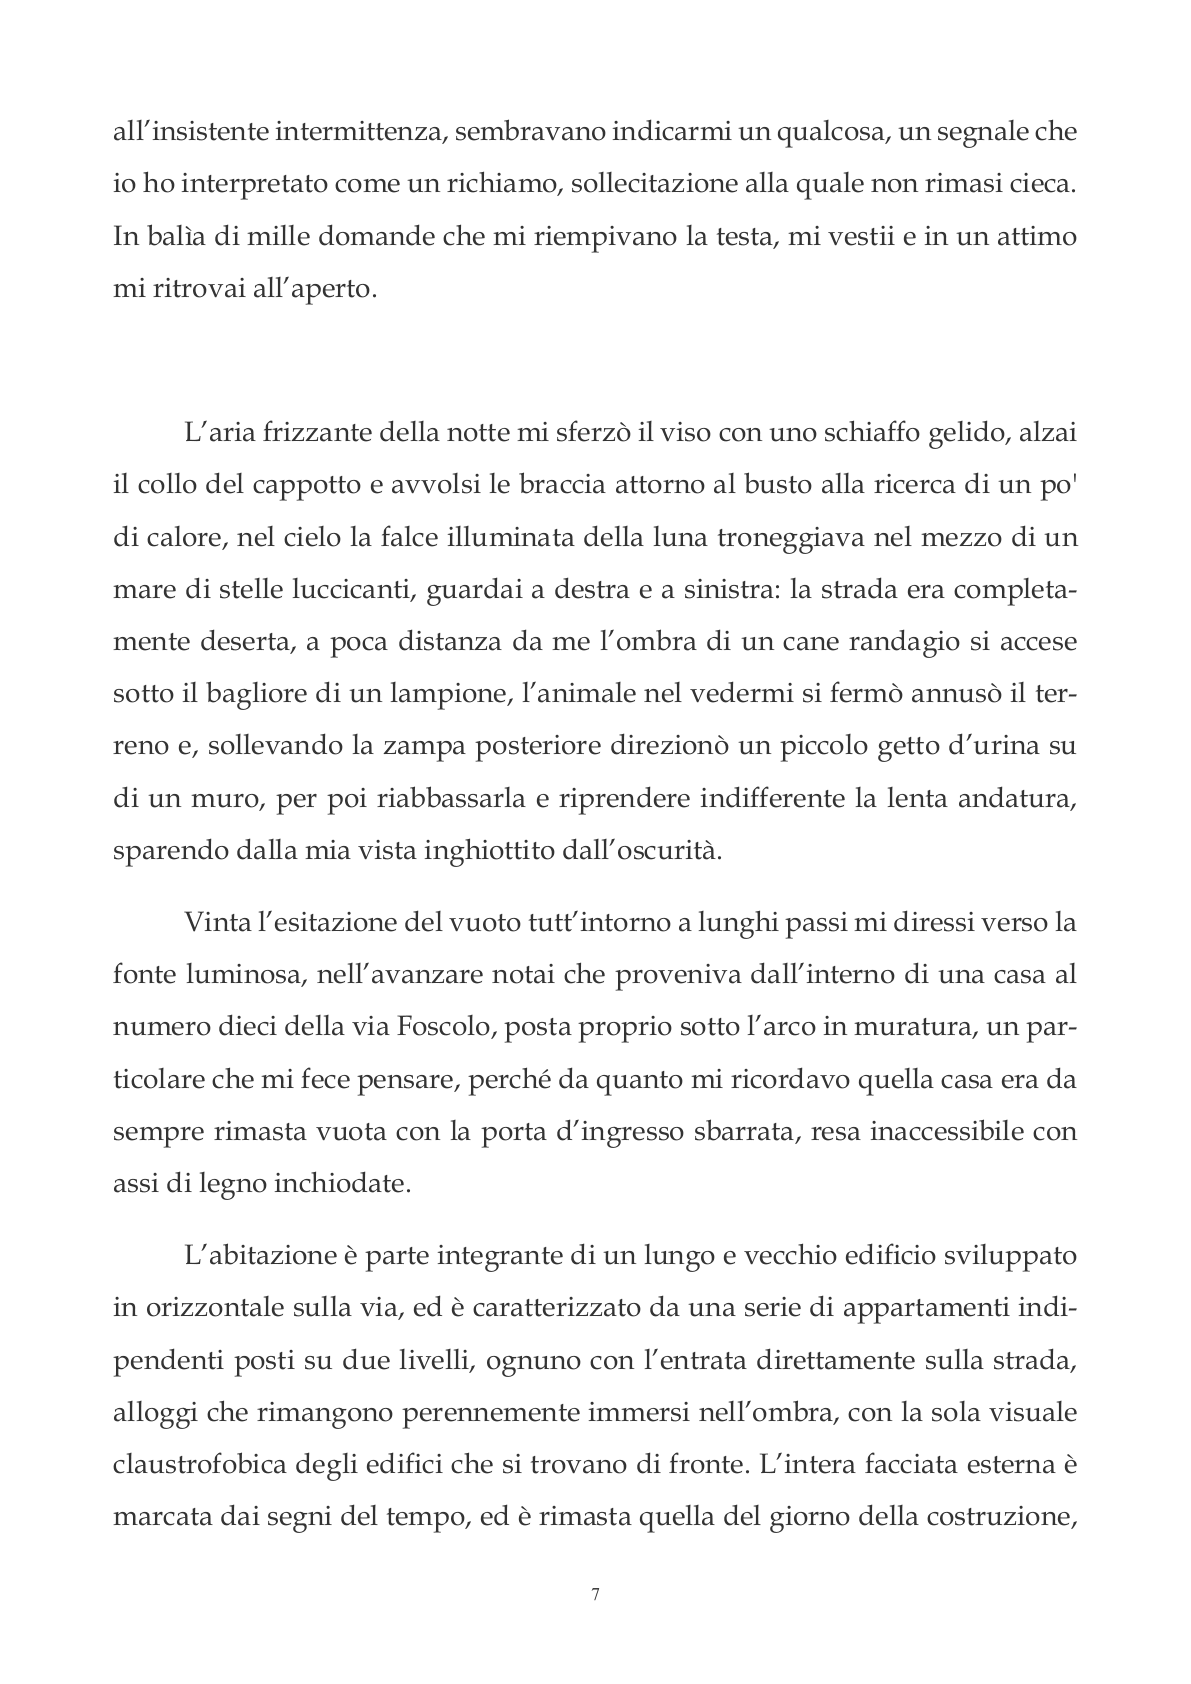 all’insistente intermittenza, sembravano indicarmi un qualcosa, un segnale che
io ho interpretato come un richiamo, sollecitazione alla quale non rimasi cieca.
In balìa di mille domande che mi riempivano la testa, mi vestii e in un attimo
mi ritrovai all’aperto.
L’aria frizzante della notte mi sferzò il viso con uno schiaffo gelido, alzai
il collo del cappotto e avvolsi le braccia attorno al busto alla ricerca di un po'
di calore, nel cielo la falce illuminata della luna troneggiava nel mezzo di un
mare di stelle luccicanti, guardai a destra e a sinistra: la strada era completa-
mente deserta, a poca distanza da me l’ombra di un cane randagio si accese
sotto il bagliore di un lampione, l’animale nel vedermi si fermò annusò il ter-
reno e, sollevando la zampa posteriore direzionò un piccolo getto d’urina su
di un muro, per poi riabbassarla e riprendere indifferente la lenta andatura,
sparendo dalla mia vista inghiottito dall’oscurità.
Vinta l’esitazione del vuoto tutt’intorno a lunghi passi mi diressi verso la
fonte luminosa, nell’avanzare notai che proveniva dall’interno di una casa al
numero dieci della via Foscolo, posta proprio sotto l’arco in muratura, un par-
ticolare che mi fece pensare, perché da quanto mi ricordavo quella casa era da
sempre rimasta vuota con la porta d’ingresso sbarrata, resa inaccessibile con
assi di legno inchiodate.
L’abitazione è parte integrante di un lungo e vecchio edificio sviluppato
in orizzontale sulla via, ed è caratterizzato da una serie di appartamenti indi-
pendenti posti su due livelli, ognuno con l’entrata direttamente sulla strada,
alloggi che rimangono perennemente immersi nell’ombra, con la sola visuale
claustrofobica degli edifici che si trovano di fronte. L’intera facciata esterna è
marcata dai segni del tempo, ed è rimasta quella del giorno della costruzione,
7